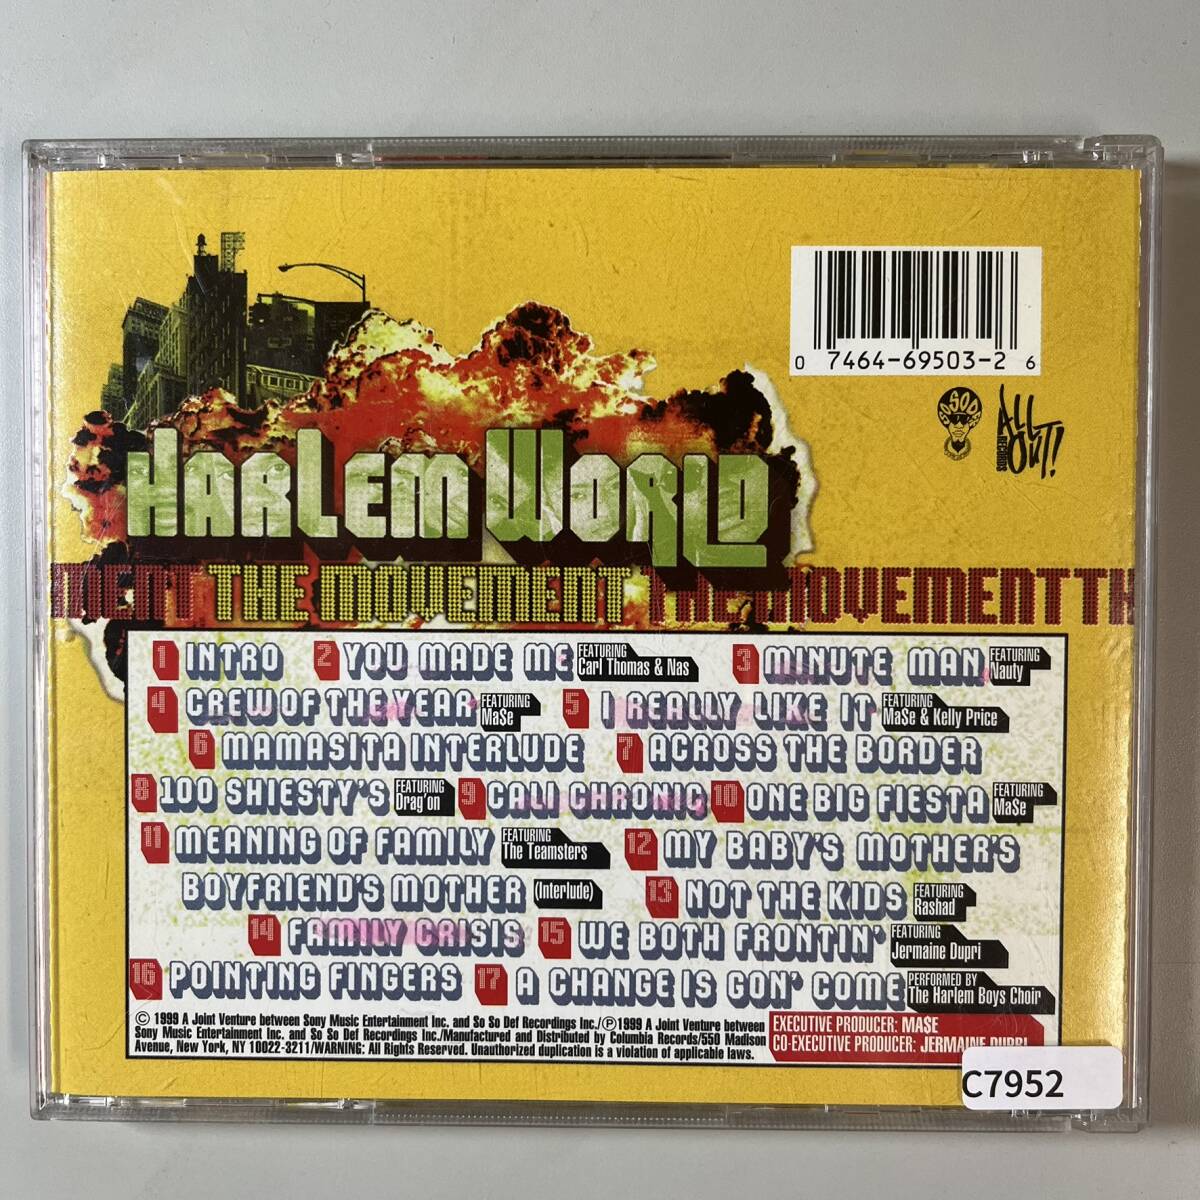 0 74 64-69503-2 6
SO SO DEF
ALL OUT! RECORDS
HARLEM WORLD
MENT THE MOVEMENT THE MOVEMENT TH
1 INTRO 2 YOU MADE ME FEATURING Carl Thomas & Nas 3 MINUTE MAN FEATURING Nauty
4 CREW OF THE YEAR FEATURING Ma$e 5 I REALLY LIKE IT FEATURING Ma$e & Kelly Price
6 MAMASITA INTERLUDE 7 ACROSS THE BORDER
8 100 SHIESTY'S FEATURING Drag'on 9 CALI CHRONIC 10 ONE BIG FIESTA FEATURING Ma$e
11 MEANING OF FAMILY FEATURING The Teamsters 12 MY BABY'S MOTHER'S
BOYFRIEND'S MOTHER (Interlude) 13 NOT THE KIDS FEATURING Rashad
14 FAMILY CRISIS 15 WE BOTH FRONTIN' FEATURING Jermaine Dupri
16 POINTING FINGERS 17 A CHANGE IS GON' COME PERFORMED BY The Harlem Boys Choir
© 1999 A Joint Venture between Sony Music Entertainment Inc. and So So Def Recordings Inc./℗ 1999 A Joint Venture between
Sony Music Entertainment Inc. and So So Def Recordings Inc./Manufactured and Distributed by Columbia Records/550 Madison
Avenue, New York, NY 10022-3211/WARNING: All Rights Reserved. Unauthorized duplication is a violation of applicable laws.
EXECUTIVE PRODUCER: MA$E
CO-EXECUTIVE PRODUCER: JERMAINE DUPRI
C7952